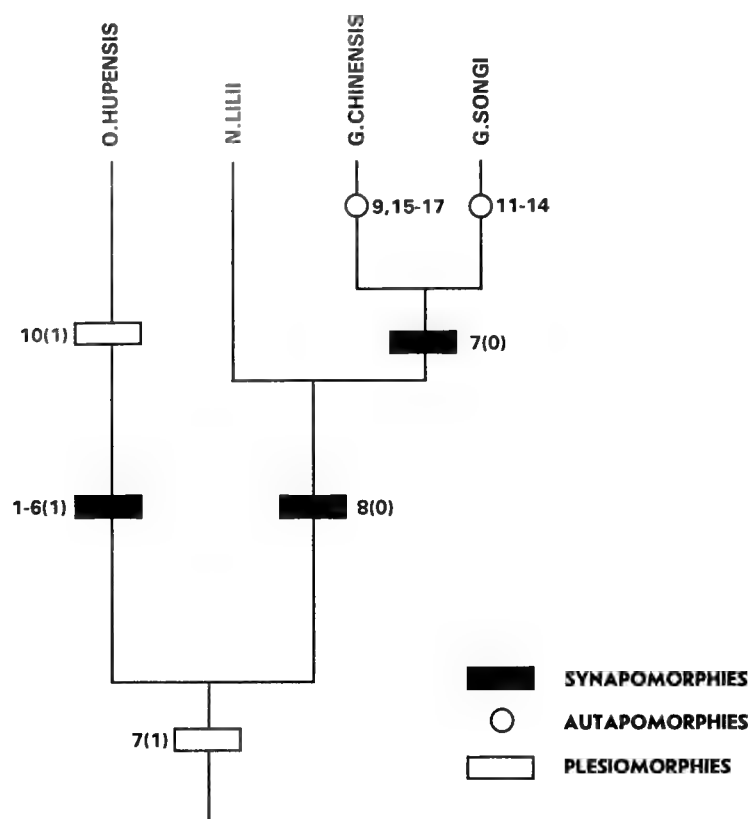 O.HUPENSIS
N.LILII
G.CHINENSIS
G.SONGI
9,15-17
11-14
10(1)
7(0)
1-6(1)
8(0)
7(1)
SYNAPOMORPHIES
AUTAPOMORPHIES
PLESIOMORPHIES